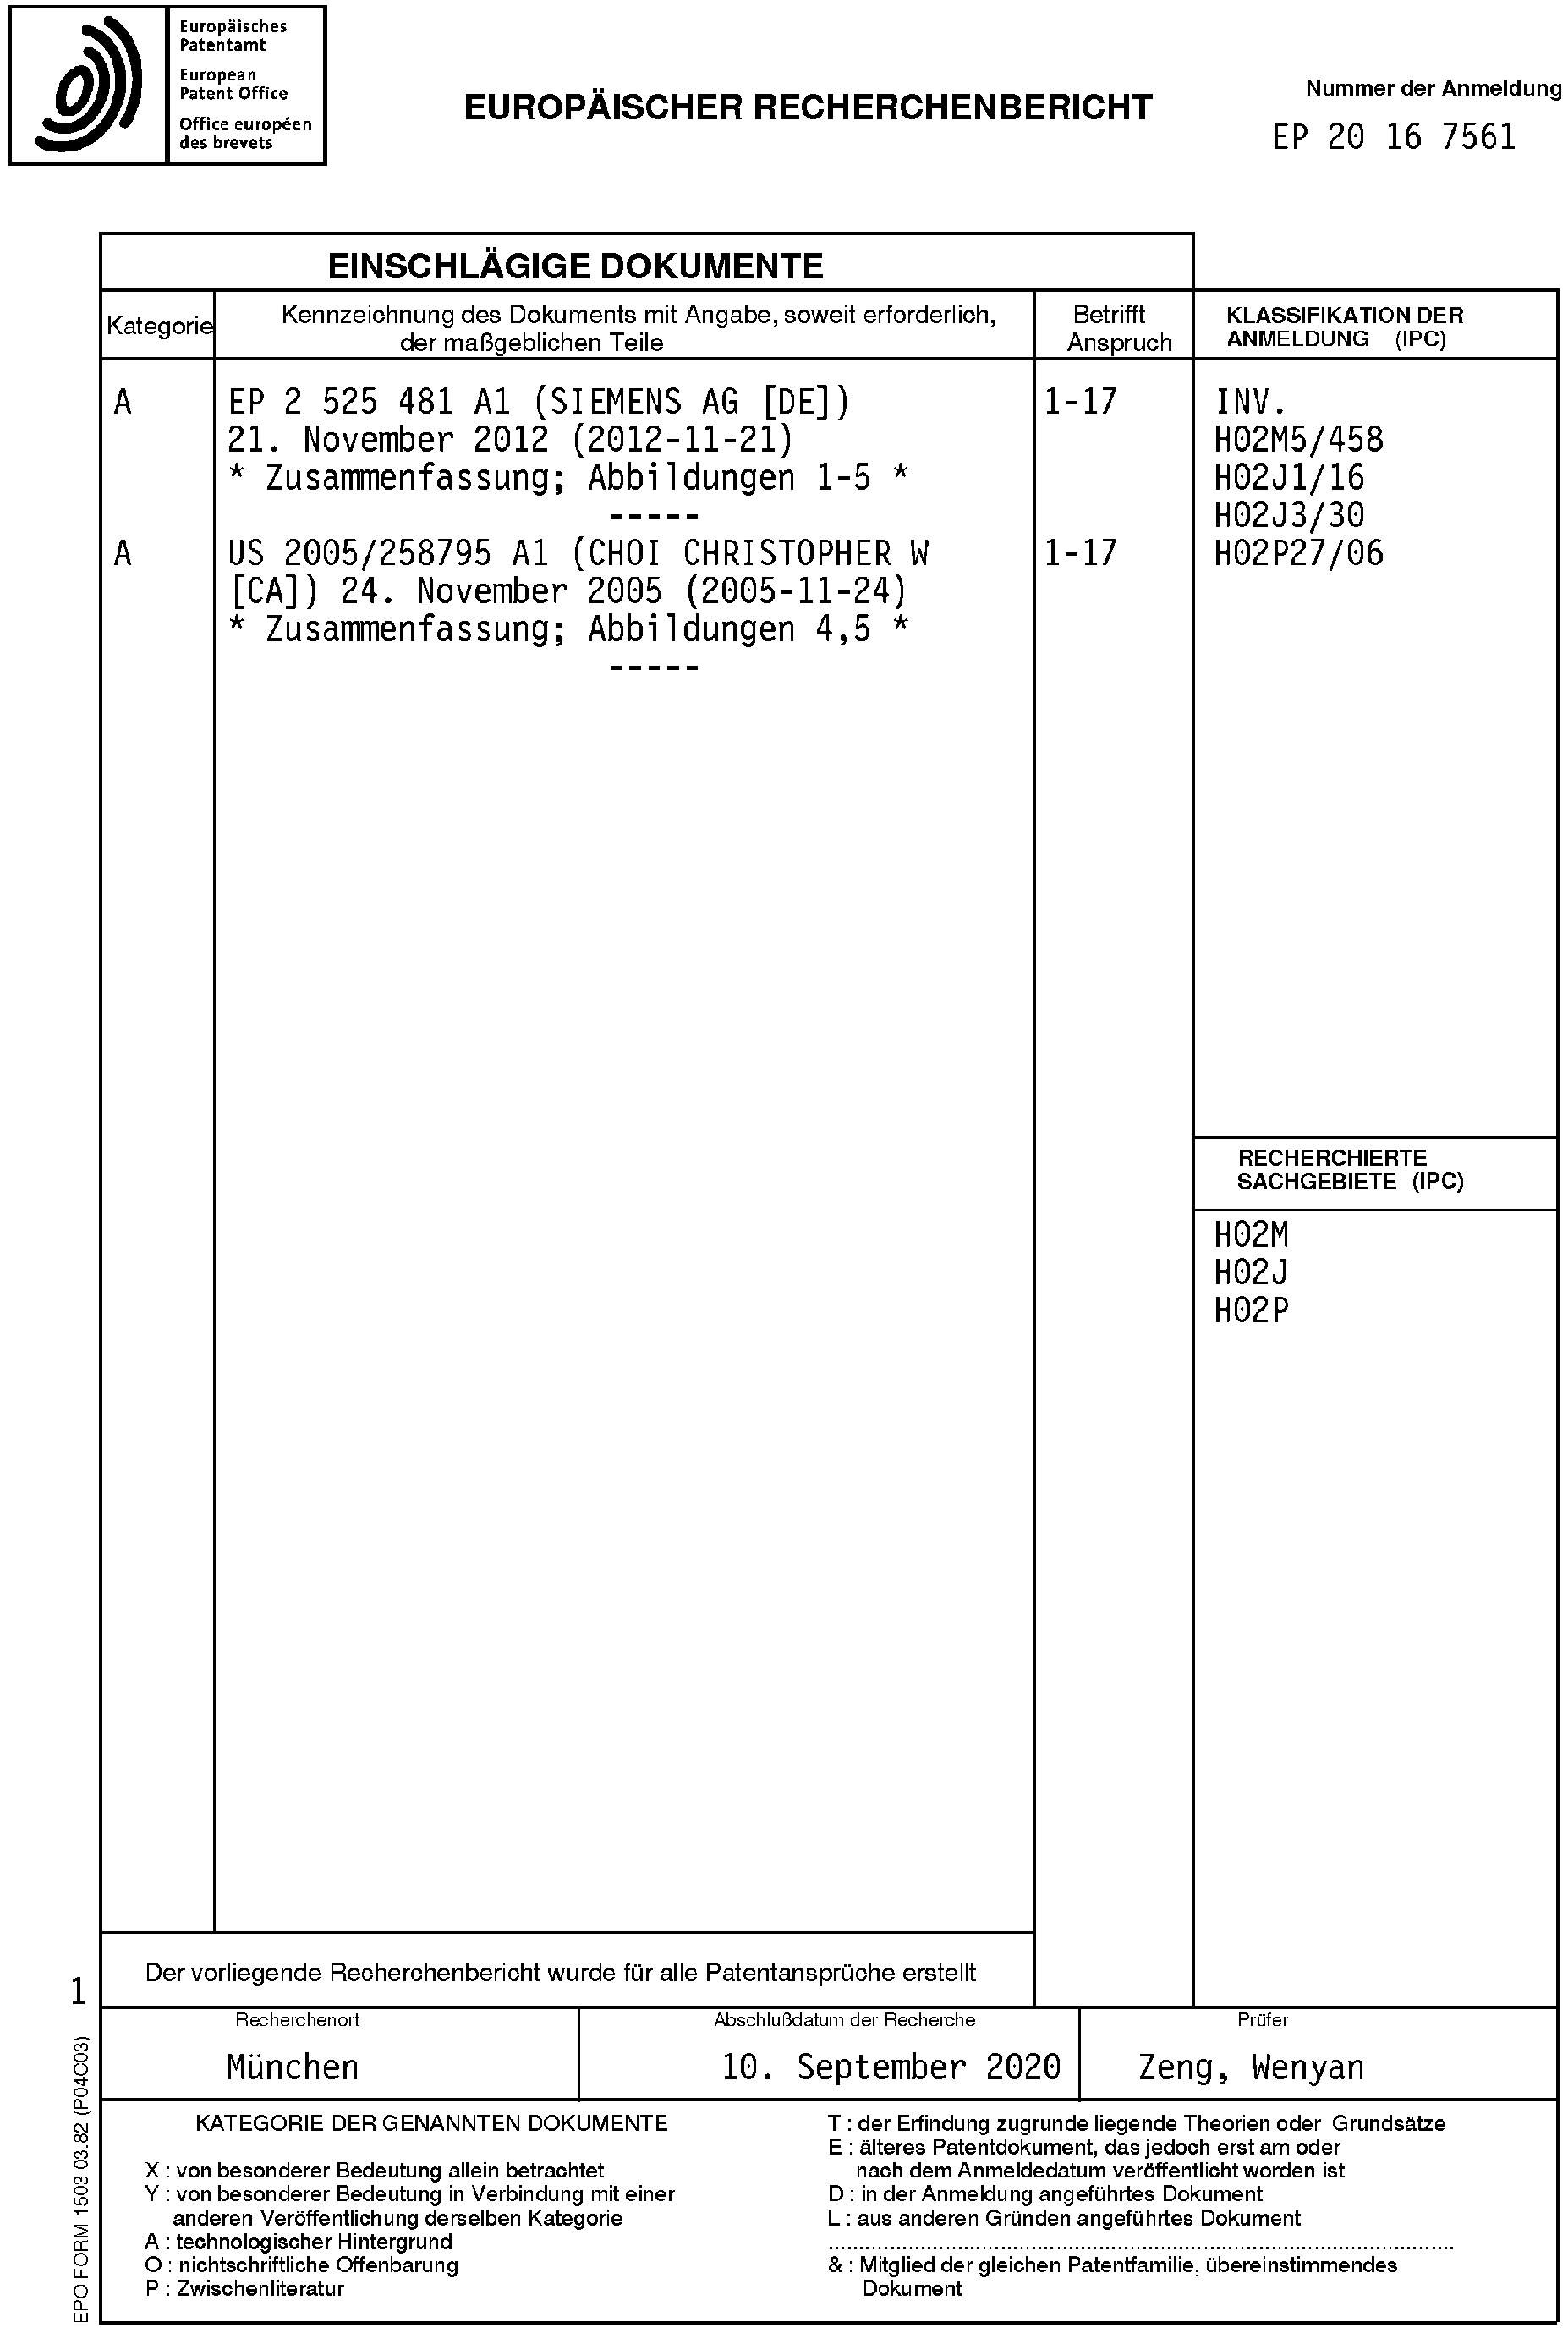 Europäisches
Patentamt
European
Patent Office
Office européen
des brevets
EUROPÄISCHER RECHERCHENBERICHT
Nummer der Anmeldung
EP 20 16 7561
EINSCHLÄGIGE DOKUMENTE
Kategorie
Kennzeichnung des Dokuments mit Angabe, soweit erforderlich,
der maßgeblichen Teile
Betrifft
Anspruch
KLASSIFIKATION DER
ANMELDUNG (IPC)
A
EP 2 525 481 A1 (SIEMENS AG [DE])
21. November 2012 (2012-11-21)
* Zusammenfassung; Abbildungen 1-5 *
-----
1-17
A
US 2005/258795 A1 (CHOI CHRISTOPHER W
[CA]) 24. November 2005 (2005-11-24)
* Zusammenfassung; Abbildungen 4,5 *
-----
1-17
INV.
H02M5/458
H02J1/16
H02J3/30
H02P27/06
RECHERCHIERTE
SACHGEBIETE (IPC)
H02M
H02J
H02P
Der vorliegende Recherchenbericht wurde für alle Patentansprüche erstellt
1
Recherchenort
München
Abschlußdatum der Recherche
10. September 2020
Prüfer
Zeng, Wenyan
KATEGORIE DER GENANNTEN DOKUMENTE
X : von besonderer Bedeutung allein betrachtet
Y : von besonderer Bedeutung in Verbindung mit einer
anderen Veröffentlichung derselben Kategorie
A : technologischer Hintergrund
O : nichtschriftliche Offenbarung
P : Zwischenliteratur
T : der Erfindung zugrunde liegende Theorien oder Grundsätze
E : älteres Patentdokument, das jedoch erst am oder
nach dem Anmeldedatum veröffentlicht worden ist
D : in der Anmeldung angeführtes Dokument
L : aus anderen Gründen angeführtes Dokument
& : Mitglied der gleichen Patentfamilie, übereinstimmendes
Dokument
EPO FORM 1503 03.82 (P04C03)